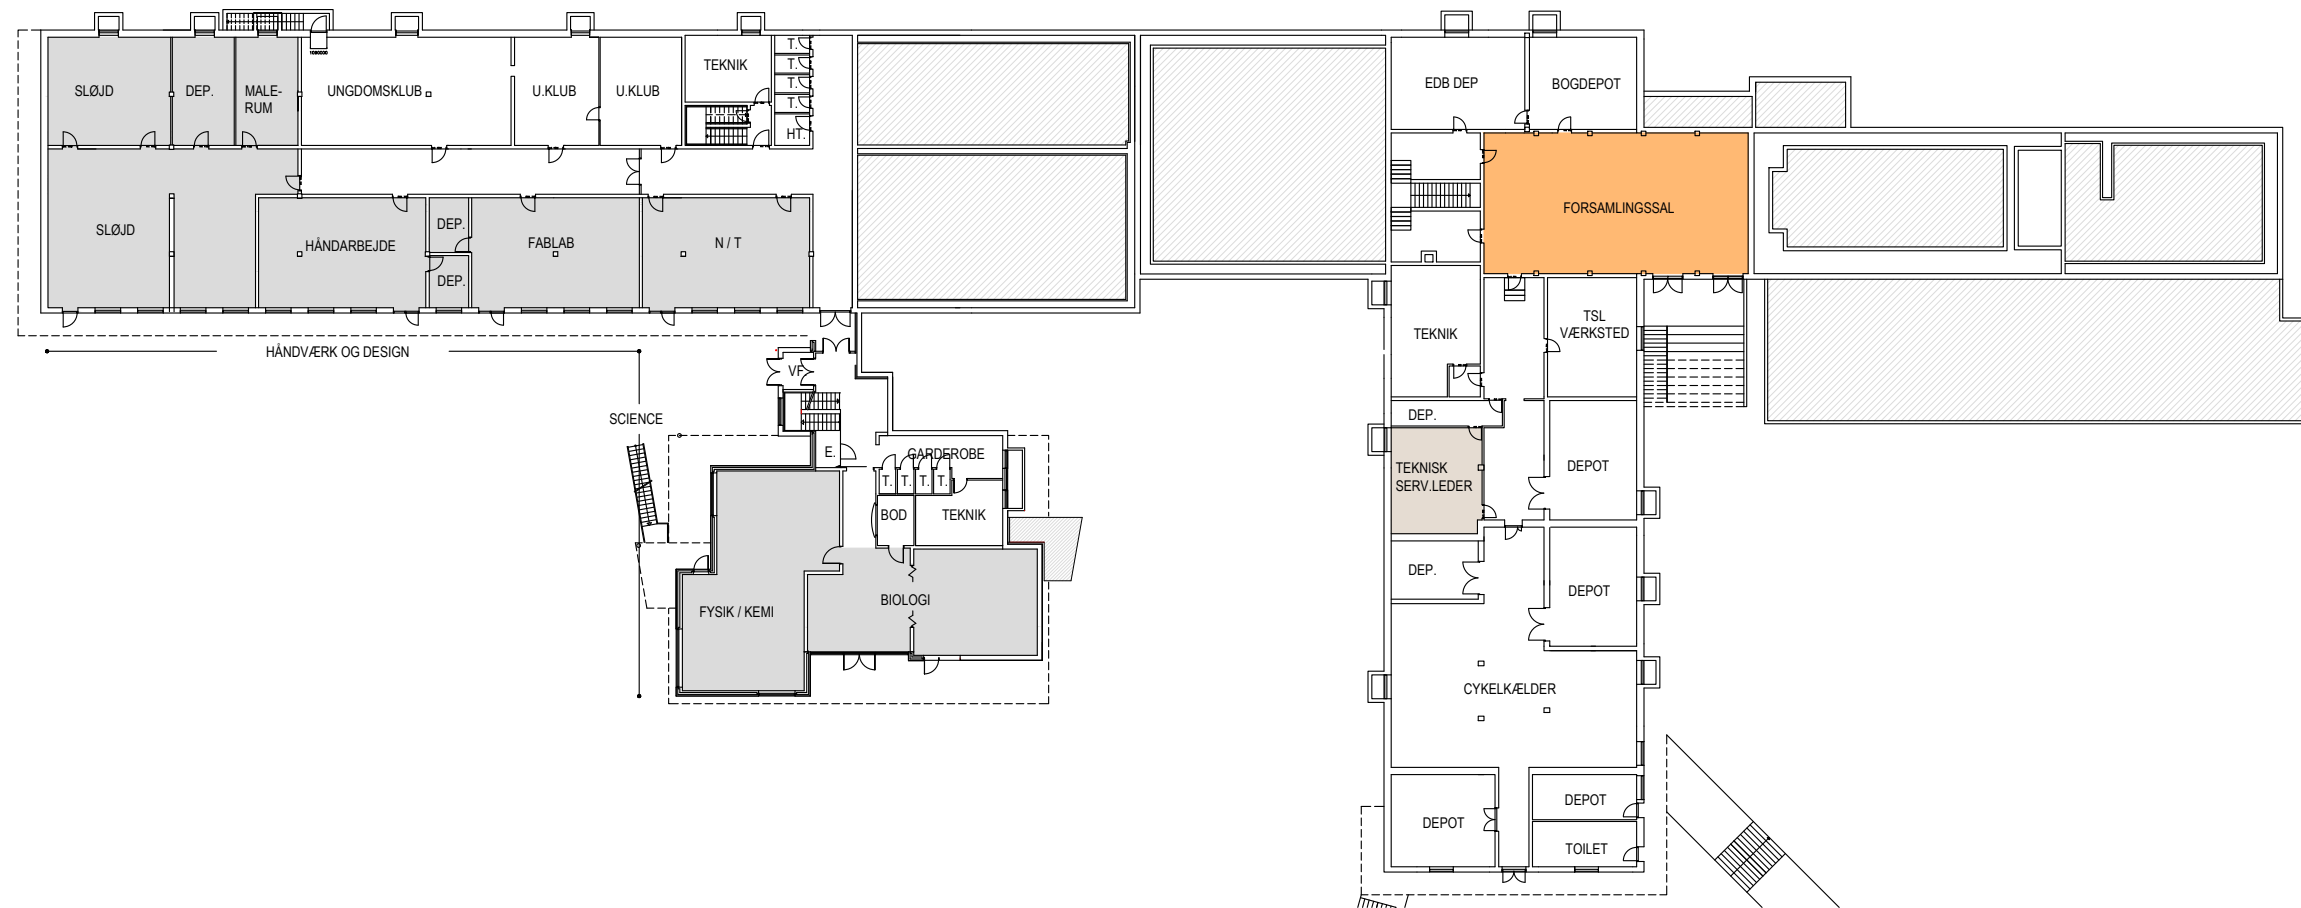 SLØJD
DEP.
MALE-
RUM
UNGDOMSKLUB
U.KLUB
U.KLUB
TEKNIK
T.
T.
T.
T.
HT.
SLØJD
HÅNDARBEJDE
DEP.
DEP.
FABLAB
N / T
HÅNDVÆRK OG DESIGN
SCIENCE
VF
E.
GARDEROBE
T.
T.
T.
T.
BOD
TEKNIK
FYSIK / KEMI
BIOLOGI
EDB DEP
BOGDEPOT
FORSAMLINGSSAL
TEKNIK
TSL
VÆRKSTED
DEP.
TEKNISK
SERV.LEDER
DEPOT
DEP.
DEPOT
CYKELKÆLDER
DEPOT
DEPOT
TOILET